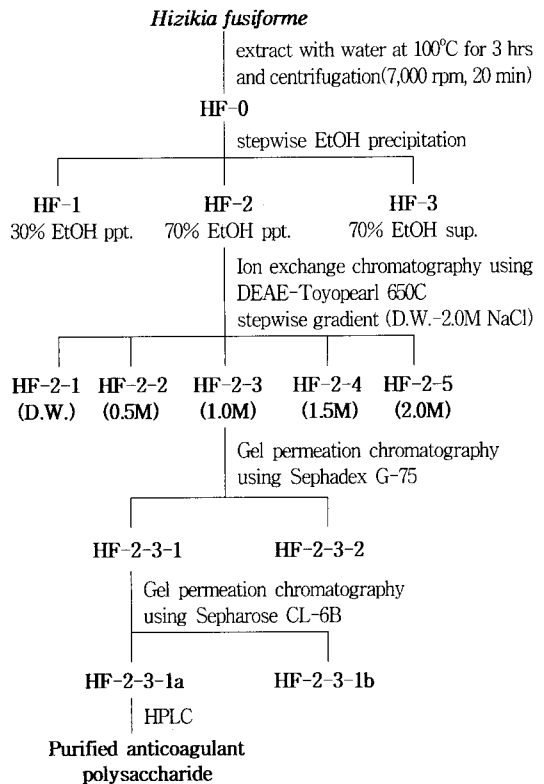 Hizikia fusiforme
extract with water at 100°C for 3 hrs
and centrifugation(7,000 rpm, 20 min)
HF-0
stepwise EtOH precipitation
HF-1 HF-2 HF-3
30% EtOH ppt. 70% EtOH ppt. 70% EtOH sup.
Ion exchange chromatography using
DEAE-Toyopearl 650C
stepwise gradient (D.W.-2.0M NaCl)
HF-2-1 HF-2-2 HF-2-3 HF-2-4 HF-2-5
(D.W.) (0.5M) (1.0M) (1.5M) (2.0M)
Gel permeation chromatography
using Sephadex G-75
HF-2-3-1 HF-2-3-2
Gel permeation chromatography
using Sepharose CL-6B
HF-2-3-1a HF-2-3-1b
HPLC
Purified anticoagulant
polysaccharide